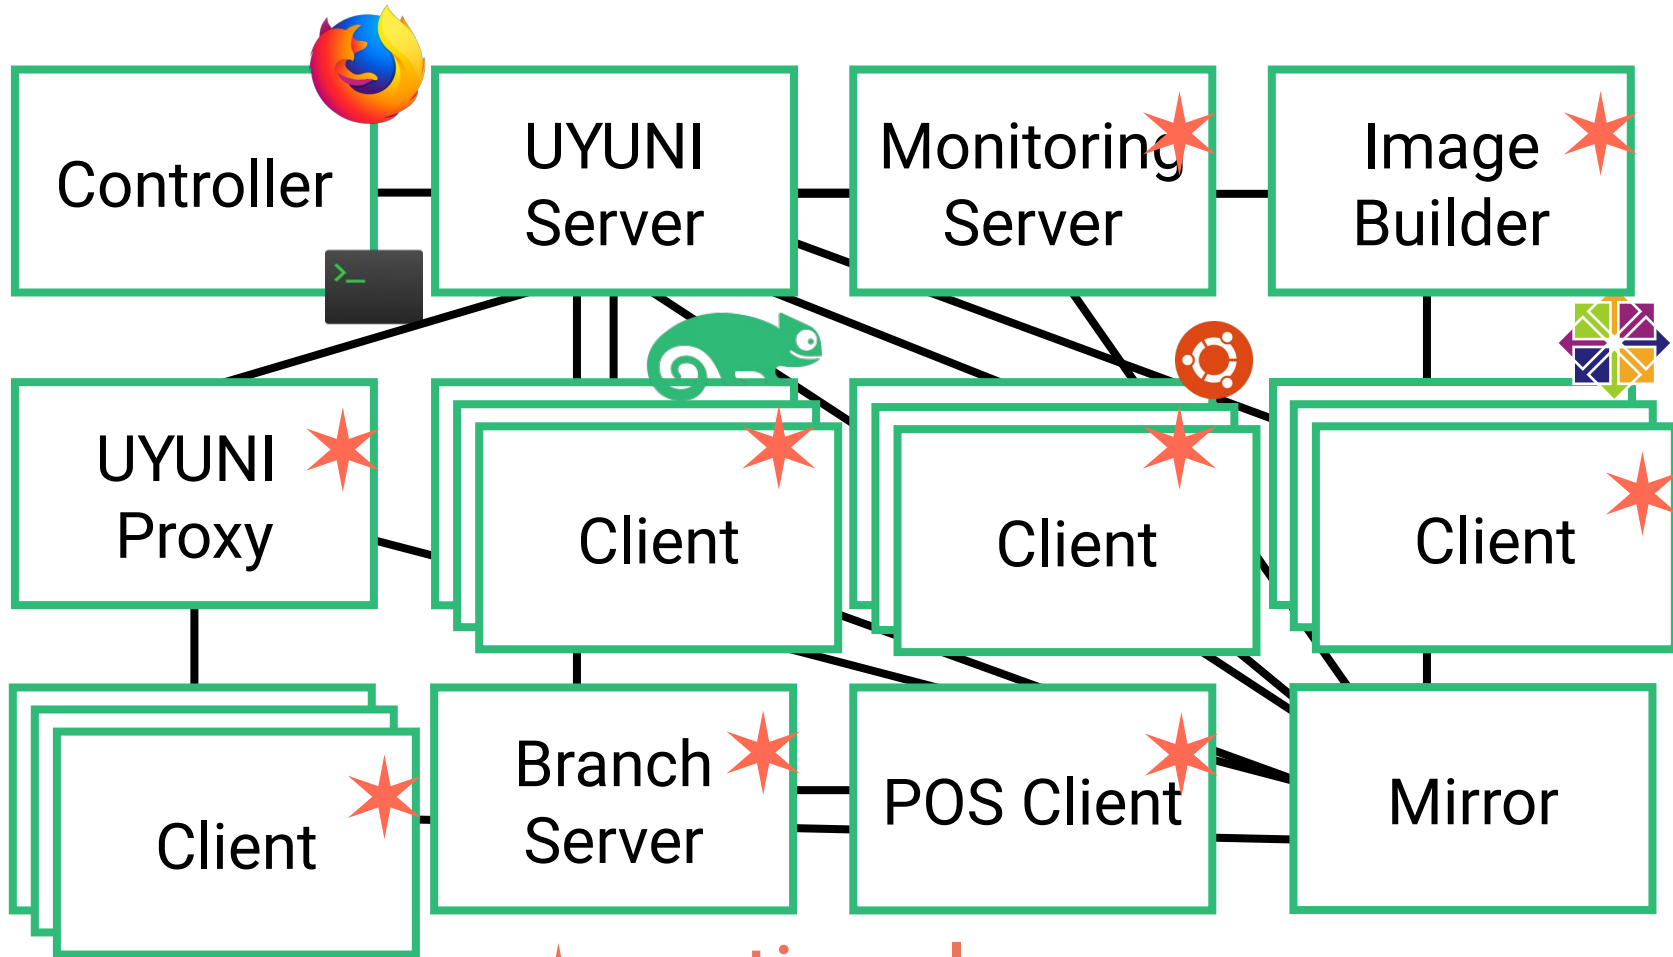 Controller
UYUNI
Server
Monitoring
Server
Image
Builder
>_
UYUNI
Proxy
Client
Client
Client
Client
Branch
Server
POS Client
Mirror